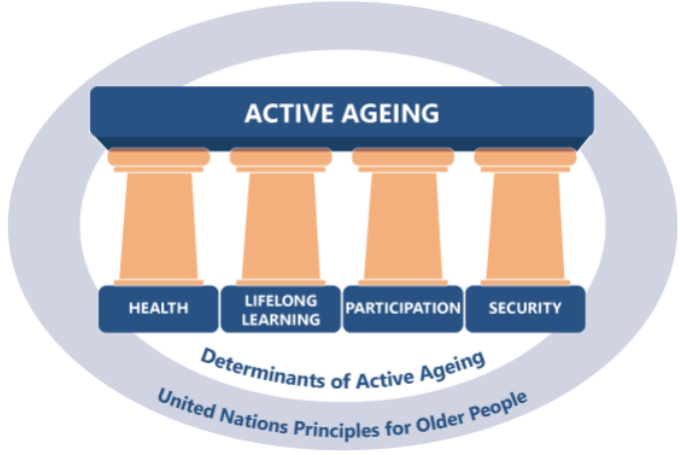 ACTIVE AGEING
HEALTH
LIFELONG
LEARNING
PARTICIPATION
SECURITY
Determinants of Active Ageing
United Nations Principles for Older People